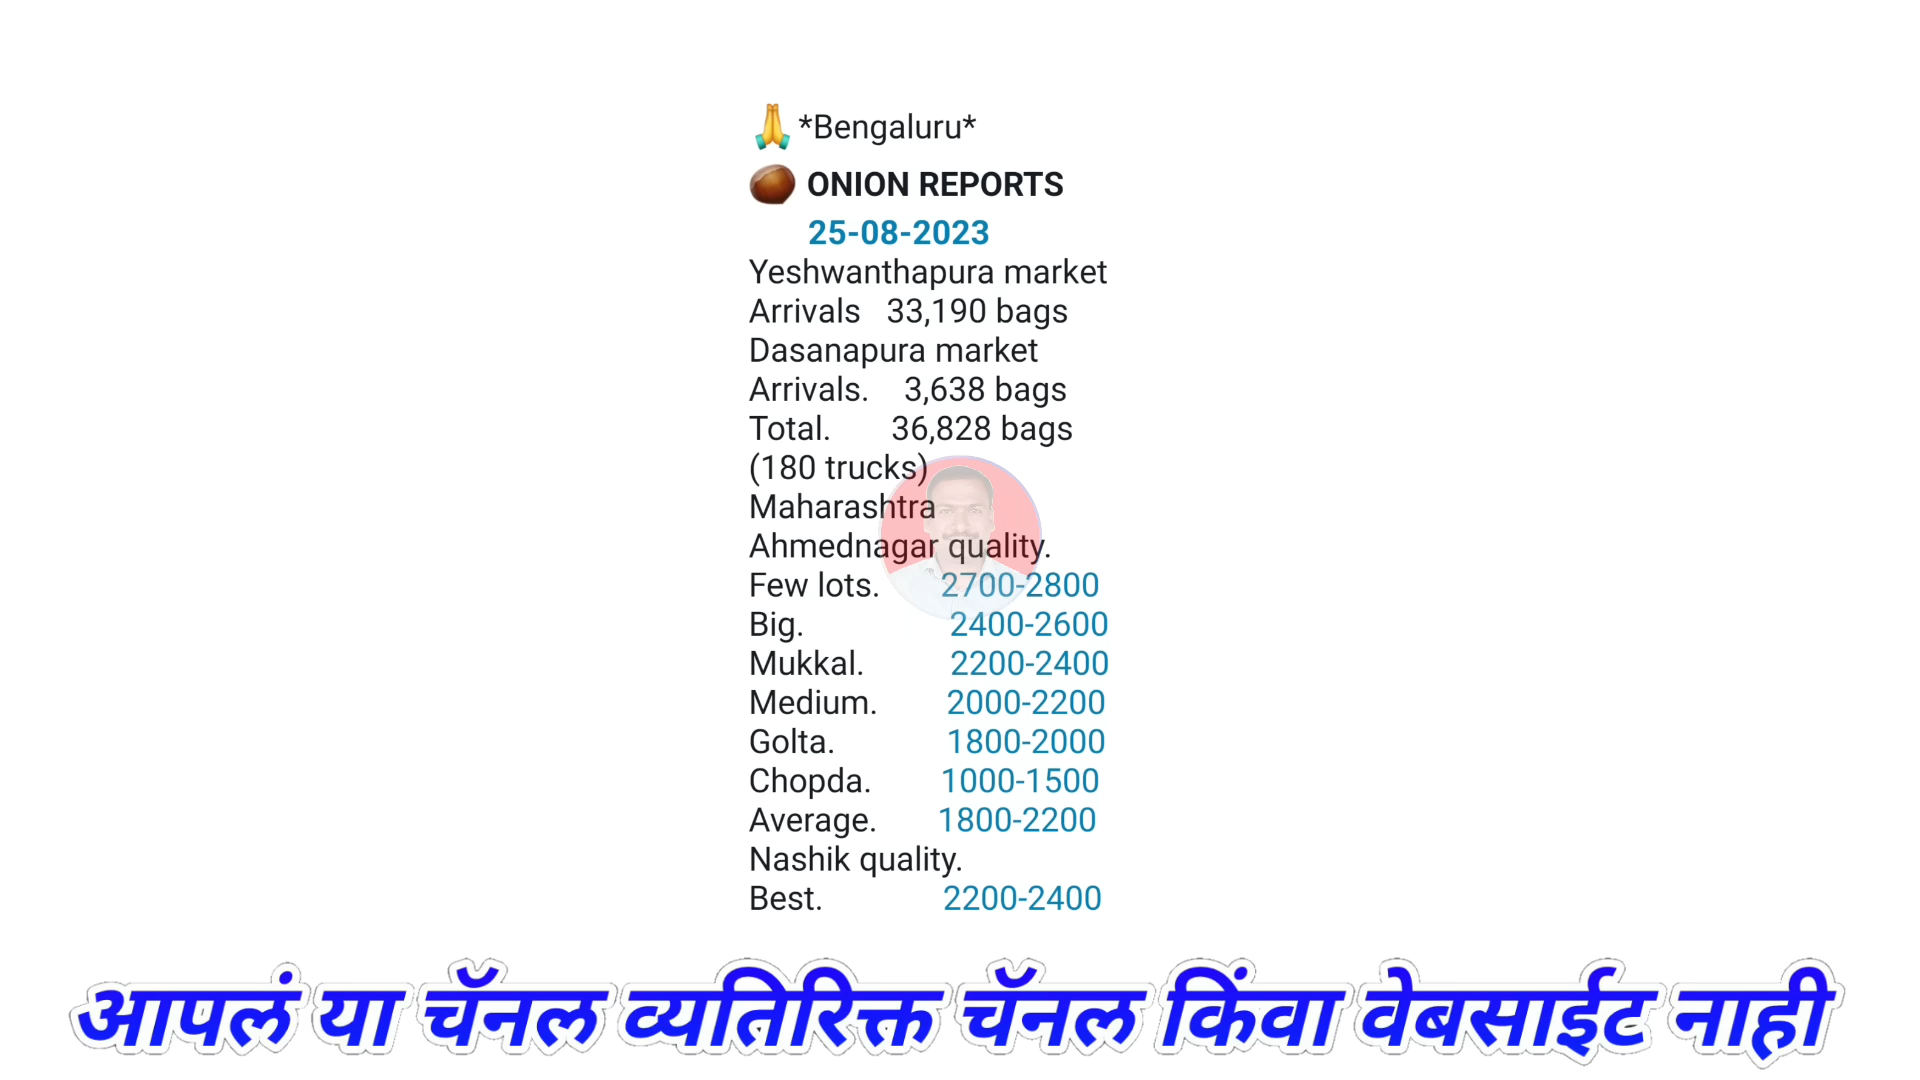 🙏*Bengaluru*
🌰 ONION REPORTS
25-08-2023
Yeshwanthapura market
Arrivals 33,190 bags
Dasanapura market
Arrivals. 3,638 bags
Total. 36,828 bags
(180 trucks)
Maharashtra
Ahmednagar quality.
Few lots. 2700-2800
Big. 2400-2600
Mukkal. 2200-2400
Medium. 2000-2200
Golta. 1800-2000
Chopda. 1000-1500
Average. 1800-2200
Nashik quality.
Best. 2200-2400
आपलं या चॅनल व्यतिरिक्त चॅनल किंवा वेबसाईट नाही